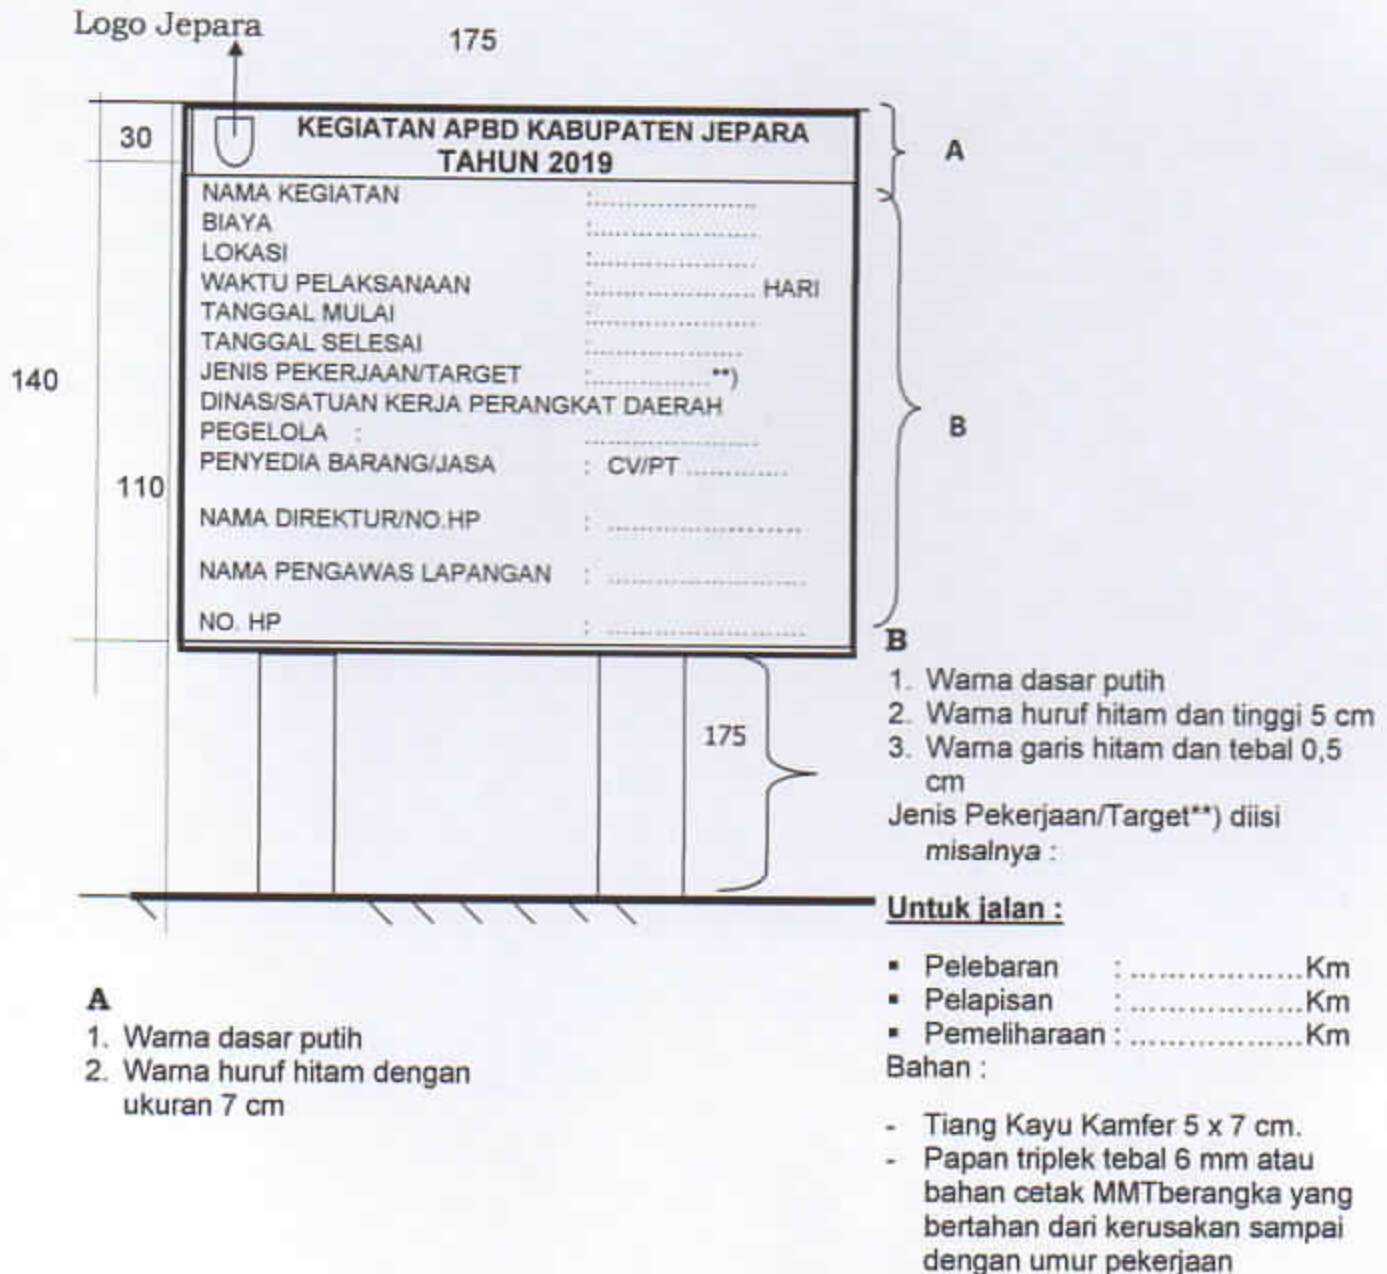 Logo Jepara
175
30
KEGIATAN APBD KABUPATEN JEPARA
TAHUN 2019
A
NAMA KEGIATAN : ..............................
BIAYA : ..............................
LOKASI : ..............................
WAKTU PELAKSANAAN : .............................. HARI
TANGGAL MULAI : ..............................
TANGGAL SELESAI : ............................
JENIS PEKERJAAN/TARGET : ......................**)
DINAS/SATUAN KERJA PERANGKAT DAERAH
PEGELOLA : ..............................
PENYEDIA BARANG/JASA : CV/PT ..................
NAMA DIREKTUR/NO.HP : ..................................
NAMA PENGAWAS LAPANGAN : ..................................
NO. HP : ..................................
140
110
B
175
B
1. Warna dasar putih
2. Warna huruf hitam dan tinggi 5 cm
3. Warna garis hitam dan tebal 0,5
cm
Jenis Pekerjaan/Target**) diisi
misalnya :
Untuk jalan :
▪ Pelebaran : ..................Km
▪ Pelapisan : ..................Km
▪ Pemeliharaan : ..................Km
Bahan :
- Tiang Kayu Kamfer 5 x 7 cm.
- Papan triplek tebal 6 mm atau
bahan cetak MMTberangka yang
bertahan dari kerusakan sampai
dengan umur pekerjaan
A
1. Warna dasar putih
2. Warna huruf hitam dengan
ukuran 7 cm